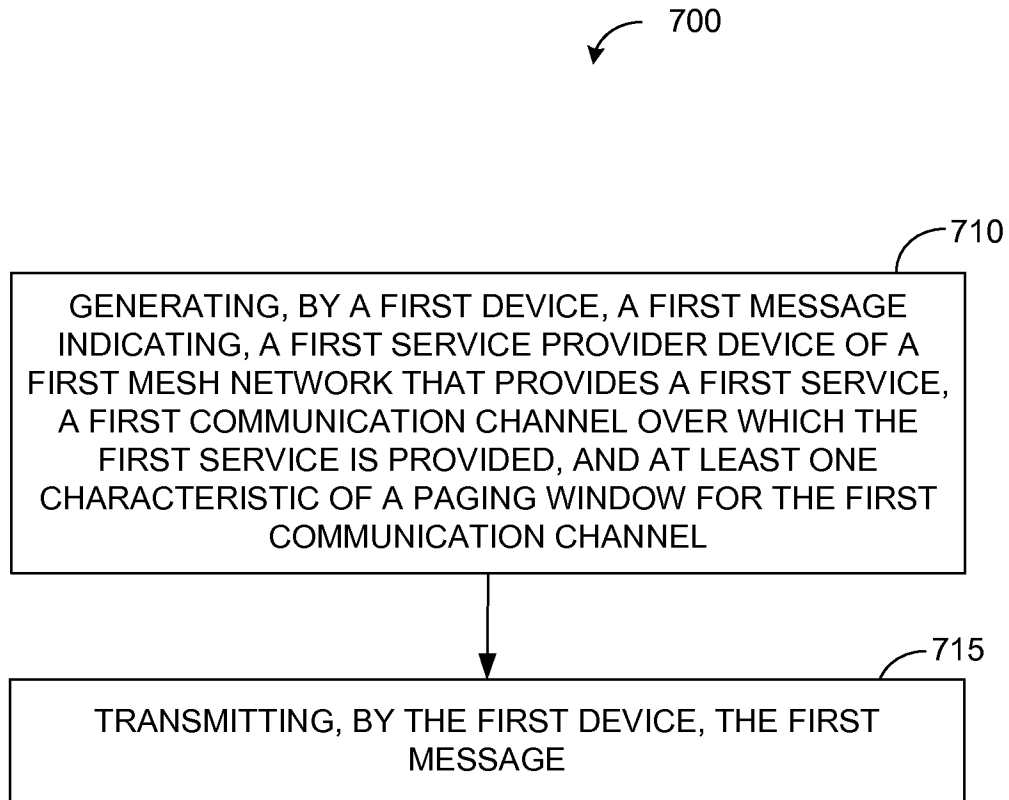 700
710
GENERATING, BY A FIRST DEVICE, A FIRST MESSAGE
INDICATING, A FIRST SERVICE PROVIDER DEVICE OF A
FIRST MESH NETWORK THAT PROVIDES A FIRST SERVICE,
A FIRST COMMUNICATION CHANNEL OVER WHICH THE
FIRST SERVICE IS PROVIDED, AND AT LEAST ONE
CHARACTERISTIC OF A PAGING WINDOW FOR THE FIRST
COMMUNICATION CHANNEL
715
TRANSMITTING, BY THE FIRST DEVICE, THE FIRST
MESSAGE